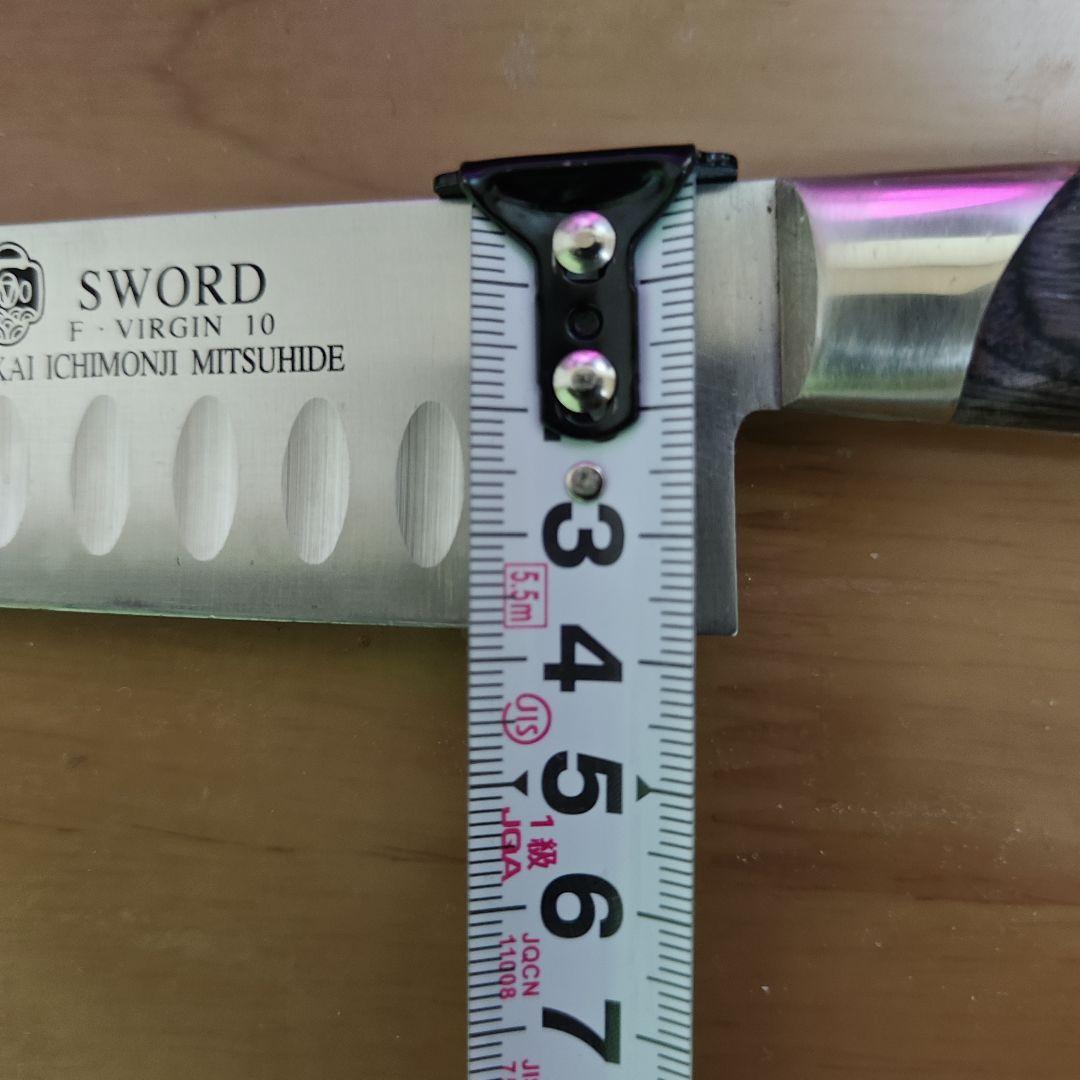 SWORD
F・VIRGIN 10
KAI ICHIMONJI MITSUHIDE
3
5.5m
4
JIS
5
1級
JQA
6
JQCN
11008
7